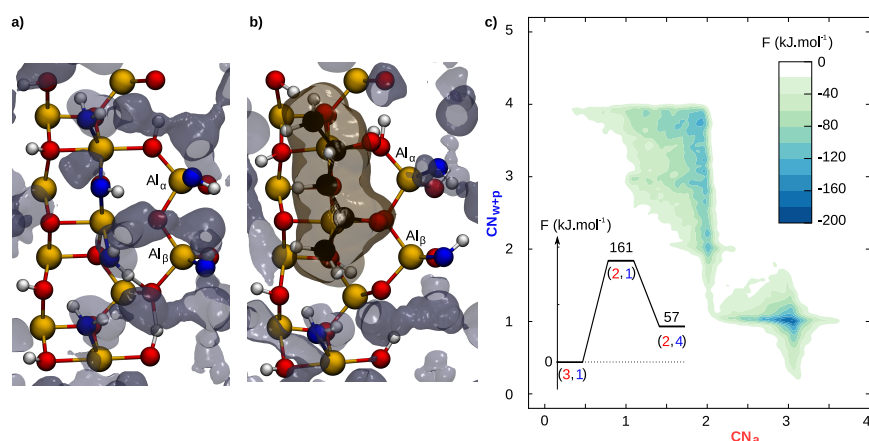 a)
Alα
Alβ
b)
Alα
Alβ
c)
CNw+p
5
4
3
2
1
0
F (kJ.mol⁻¹)
0
-40
-80
-120
-160
-200
F (kJ.mol⁻¹)
161
(2,1)
57
(2,4)
0
(3,1)
0 1 2 3 4
CNa